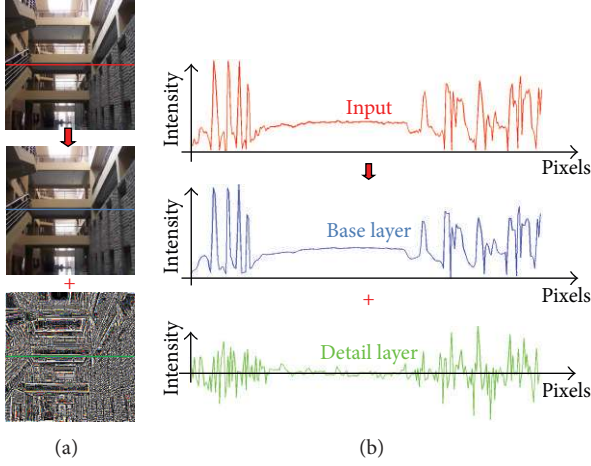 Intensity
Input
Pixels
Intensity
Base layer
Pixels
+
+
Intensity
Detail layer
Pixels
(a)
(b)